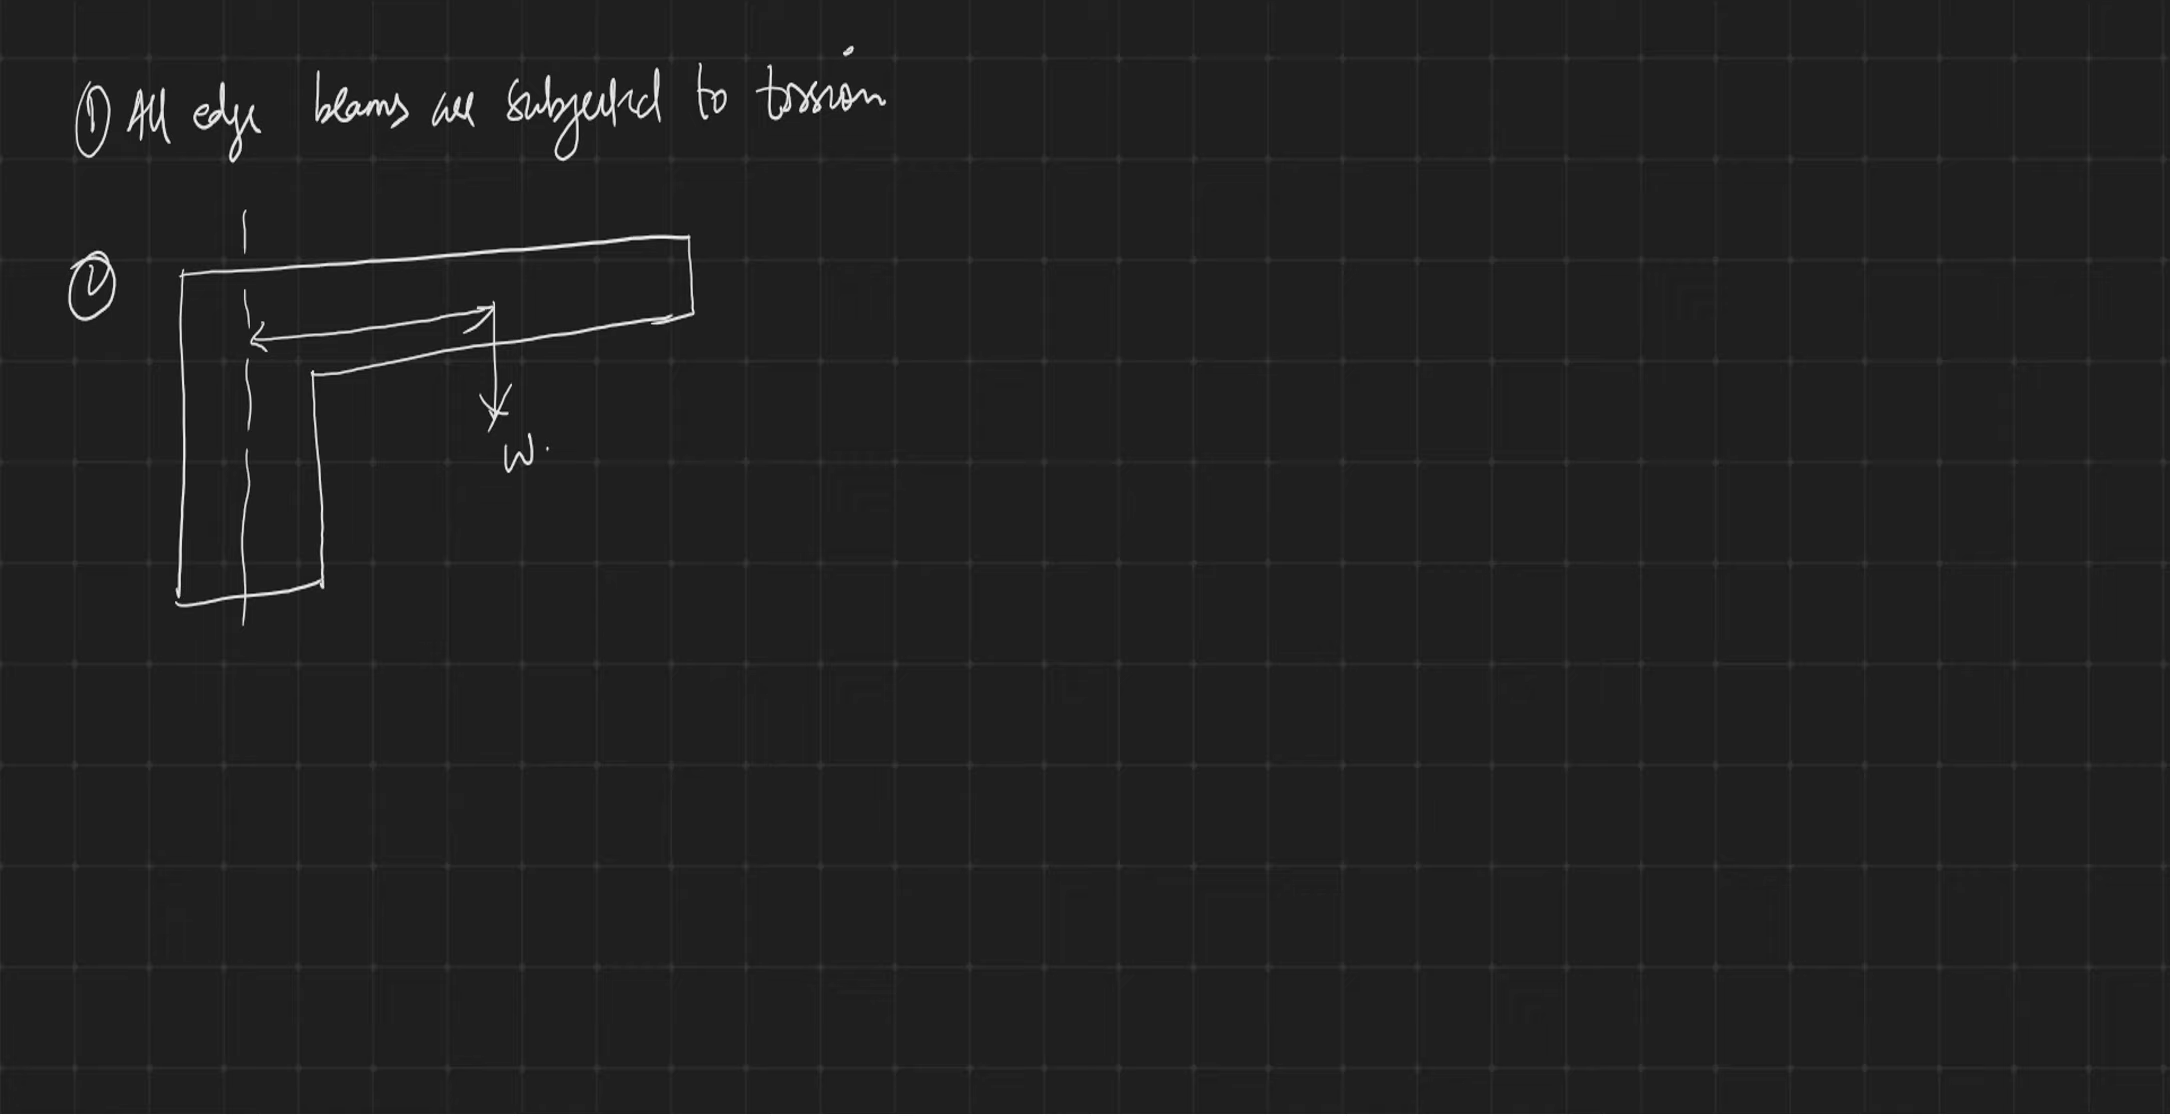 ① All edge beams are subjected to torsion
②
W.